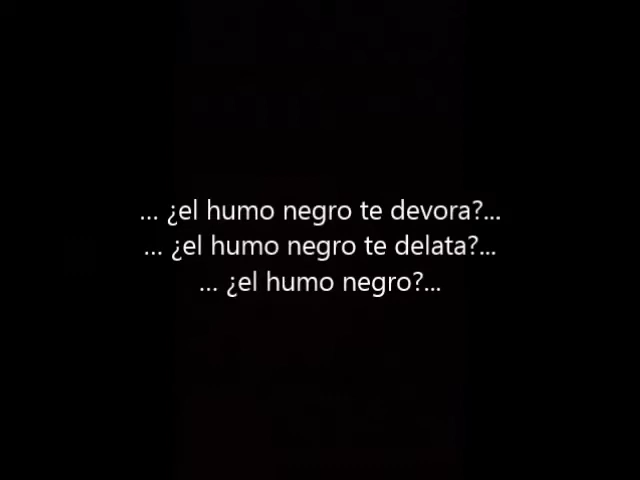 ... ¿el humo negro te devora?...
... ¿el humo negro te delata?...
... ¿el humo negro?...